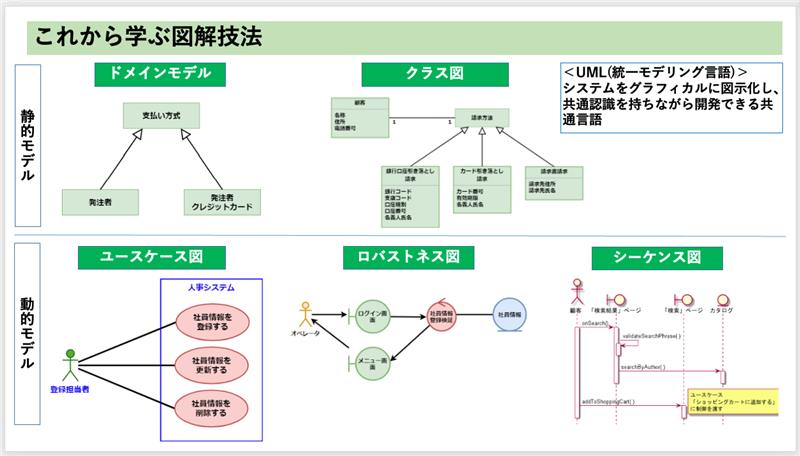 これから学ぶ図解技法
静的モデル
ドメインモデル
支払い方式
発注者
発注者
クレジットカード
クラス図
顧客
名称
住所
電話番号
1
1
請求方法
銀行口座引き落とし
請求
銀行コード
支店コード
口座種別
口座番号
名義人氏名
カード引き落とし
請求
カード番号
有効期限
名義人氏名
請求書請求
請求先住所
請求先氏名
＜UML(統一モデリング言語)＞
システムをグラフィカルに図示化し、
共通認識を持ちながら開発できる共
通言語
動的モデル
ユースケース図
人事システム
社員情報を
登録する
社員情報を
更新する
社員情報を
削除する
登録担当者
ロバストネス図
オペレータ
ログイン画
面
メニュー画
面
社員情報
登録検証
社員情報
シーケンス図
顧客
「検索結果」ページ
「検索」ページ
カタログ
onSearch()
validateSearchPhrase( )
searchByAuthor( )
addToShoppingCart( )
ユースケース
「ショッピングカートに追加する」
に制御を渡す